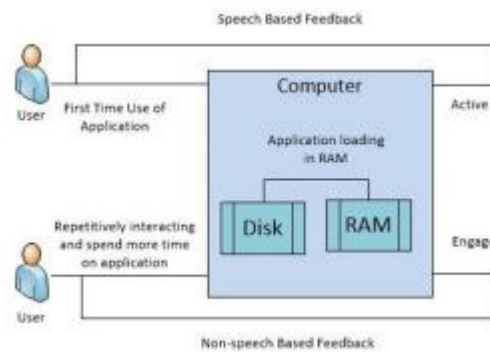 Speech Based Feedback
User
First Time Use of
Application
Computer
Active
Application loading
in RAM
Disk
RAM
Repetitively interacting
and spend more time
on application
Engage
User
Non-speech Based Feedback